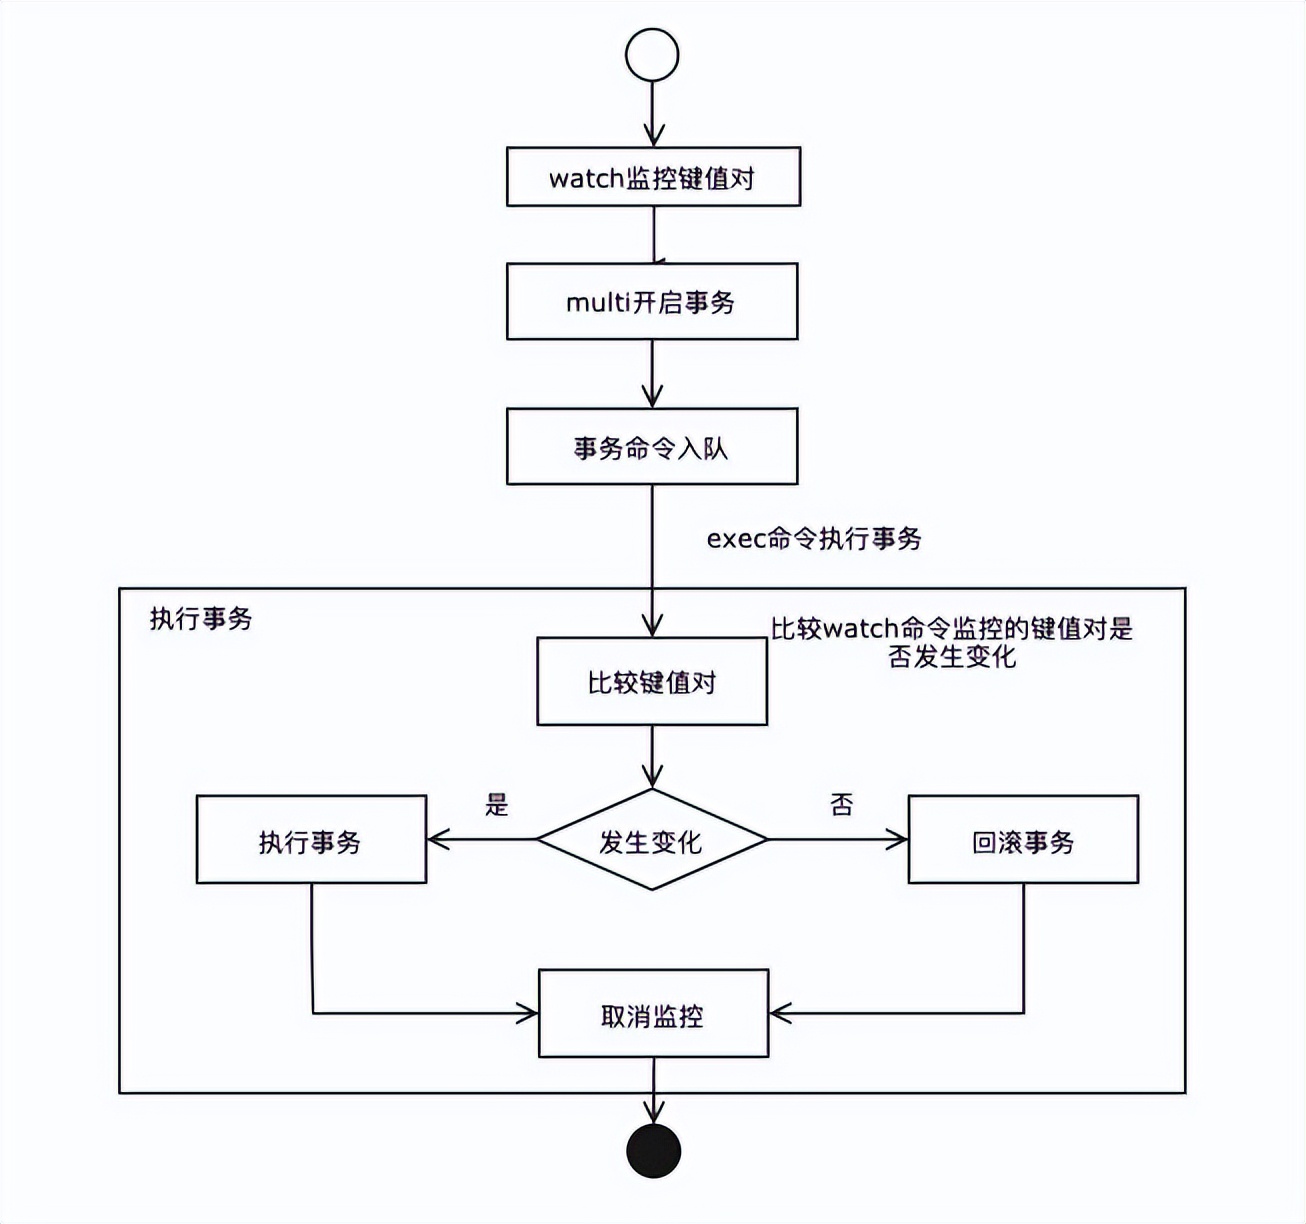 watch监控键值对
multi开启事务
事务命令入队
exec命令执行事务
执行事务
比较watch命令监控的键值对是
否发生变化
比较键值对
是
否
执行事务
发生变化
回滚事务
取消监控